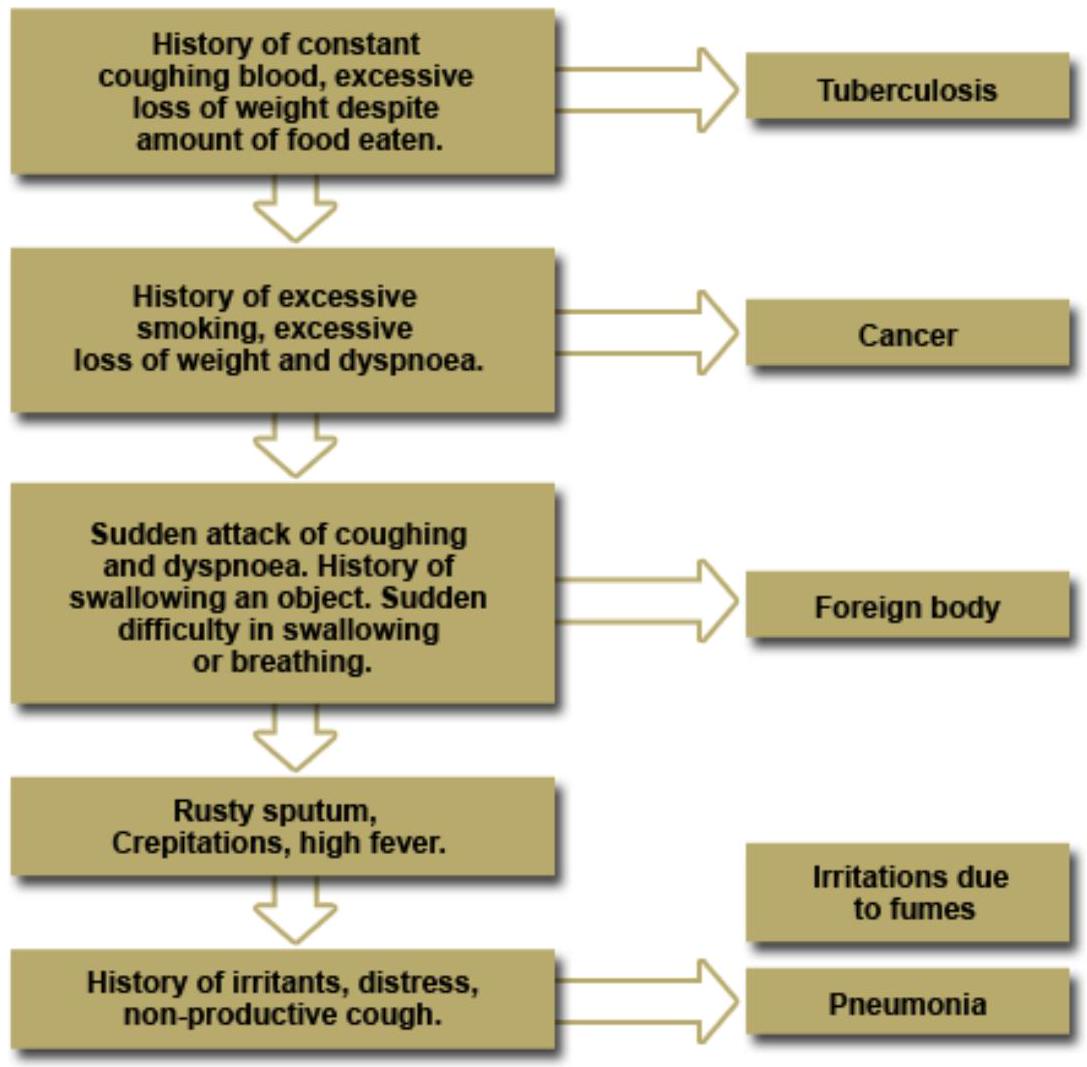 History of constant
coughing blood, excessive
loss of weight despite
amount of food eaten.
Tuberculosis
History of excessive
smoking, excessive
loss of weight and dyspnoea.
Cancer
Sudden attack of coughing
and dyspnoea. History of
swallowing an object. Sudden
difficulty in swallowing
or breathing.
Foreign body
Rusty sputum,
Crepitations, high fever.
Irritations due
to fumes
History of irritants, distress,
non-productive cough.
Pneumonia